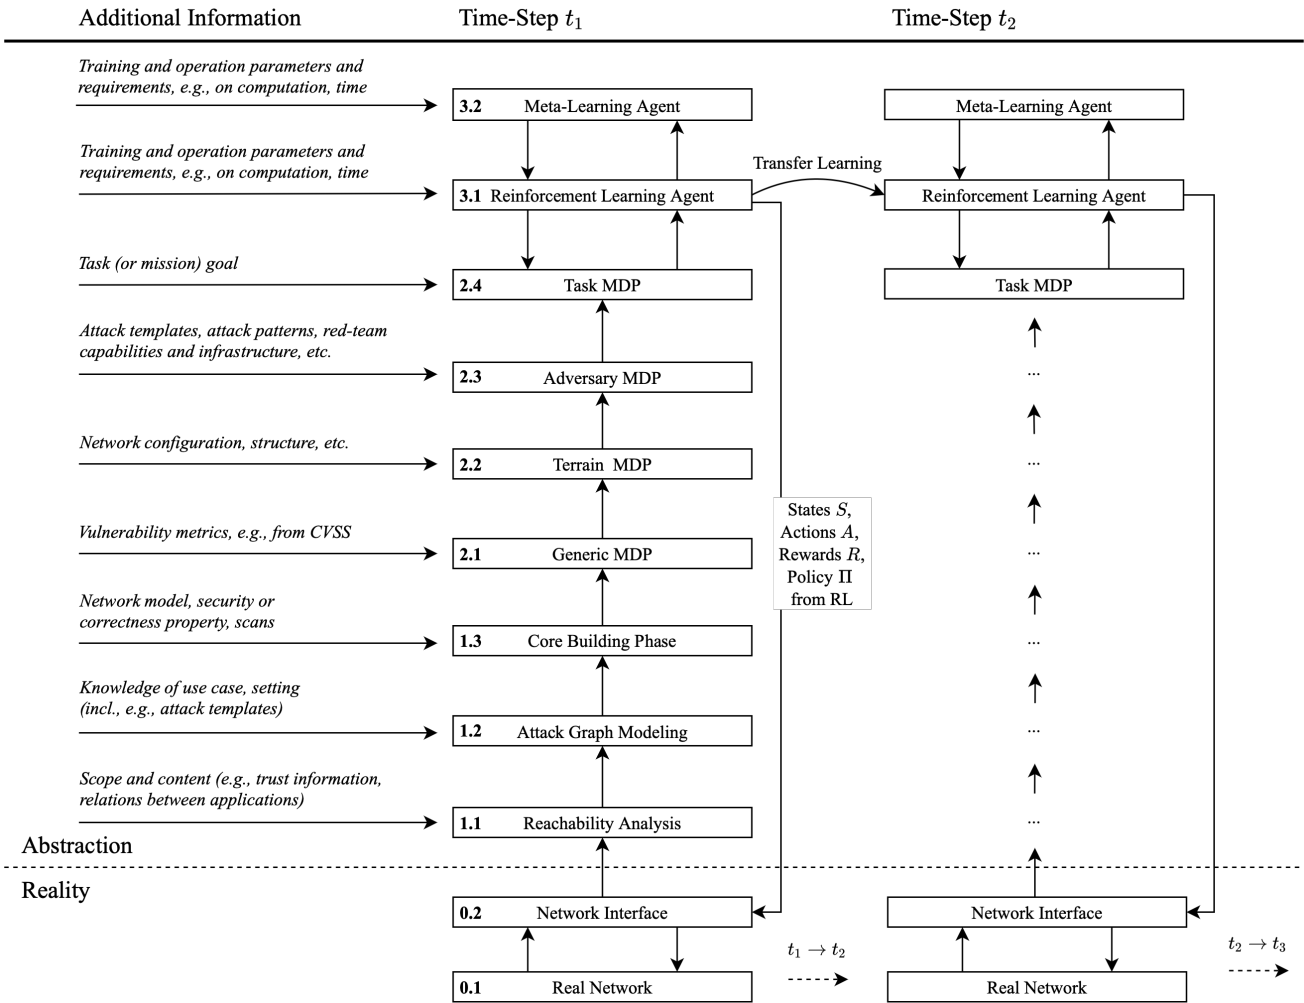 Additional Information
Time-Step t₁
Time-Step t₂
Training and operation parameters and
requirements, e.g., on computation, time
3.2 Meta-Learning Agent
Meta-Learning Agent
Training and operation parameters and
requirements, e.g., on computation, time
Transfer Learning
3.1 Reinforcement Learning Agent
Reinforcement Learning Agent
Task (or mission) goal
2.4 Task MDP
Task MDP
Attack templates, attack patterns, red-team
capabilities and infrastructure, etc.
2.3 Adversary MDP
...
Network configuration, structure, etc.
2.2 Terrain MDP
...
States S,
Actions A,
Rewards R,
Policy Π
from RL
Vulnerability metrics, e.g., from CVSS
2.1 Generic MDP
...
Network model, security or
correctness property, scans
1.3 Core Building Phase
...
Knowledge of use case, setting
(incl., e.g., attack templates)
1.2 Attack Graph Modeling
...
Scope and content (e.g., trust information,
relations between applications)
1.1 Reachability Analysis
...
Abstraction
Reality
0.2 Network Interface
Network Interface
t₁ → t₂
t₂ → t₃
0.1 Real Network
Real Network